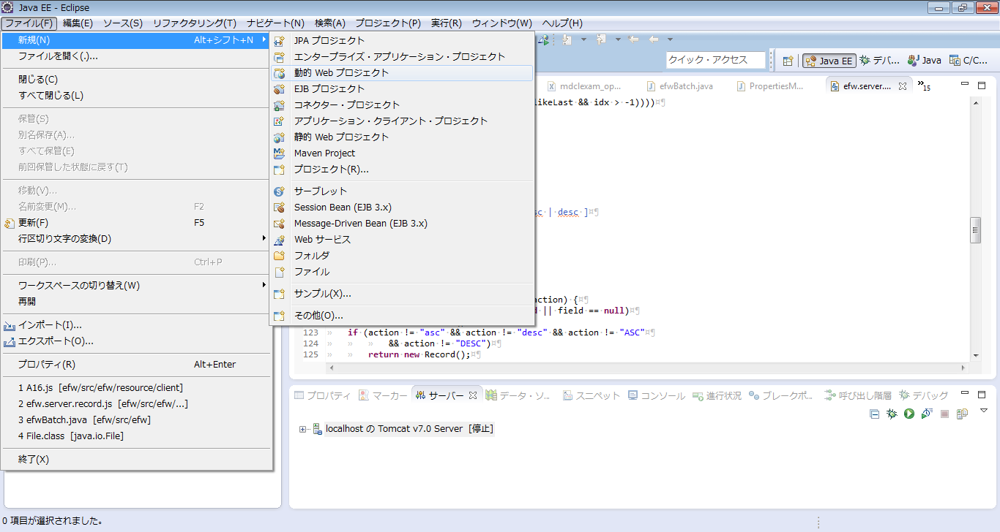 Java EE - Eclipse
ファイル(F) 編集(E) ソース(S) リファクタリング(T) ナビゲート(N) 検索(A) プロジェクト(P) 実行(R) ウィンドウ(W) ヘルプ(H)
新規(N) Alt+シフト+N
ファイルを開く(.)...
閉じる(C)
すべて閉じる(L)
保管(S)
別名保存(A)...
すべて保管(E)
前回保管した状態に戻す(T)
移動(V)...
名前変更(M)... F2
更新(F) F5
行区切り文字の変換(D)
印刷(P)... Ctrl+P
ワークスペースの切り替え(W)
再開
インポート(I)...
エクスポート(O)...
プロパティ(R) Alt+Enter
1 A16.js [efw/src/efw/resource/client]
2 efw.server.record.js [efw/src/efw/...]
3 efwBatch.java [efw/src/efw]
4 File.class [java.io.File]
終了(X)
JPA プロジェクト
エンタープライズ・アプリケーション・プロジェクト
動的 Web プロジェクト
EJB プロジェクト
コネクター・プロジェクト
アプリケーション・クライアント・プロジェクト
静的 Web プロジェクト
Maven Project
プロジェクト(R)...
サーブレット
Session Bean (EJB 3.x)
Message-Driven Bean (EJB 3.x)
Web サービス
フォルダ
ファイル
サンプル(X)...
その他(O)...
クイック・アクセス
Java EE デバ... Java C/C...
mdclexam_op... efwBatch.java PropertiesM... efw.server.... 15
likeLast && idx > -1))))
sc | desc ]
action) {
d || field == null)
123 if (action != "asc" && action != "desc" && action != "ASC"
124 && action != "DESC")
125 return new Record();
プロパティ マーカー サーバー データ・ソ... スニペット コンソール 進行状況 ブレークポ... 呼び出し階層 デバッグ
localhost の Tomcat v7.0 Server [停止]
0 項目が選択されました。